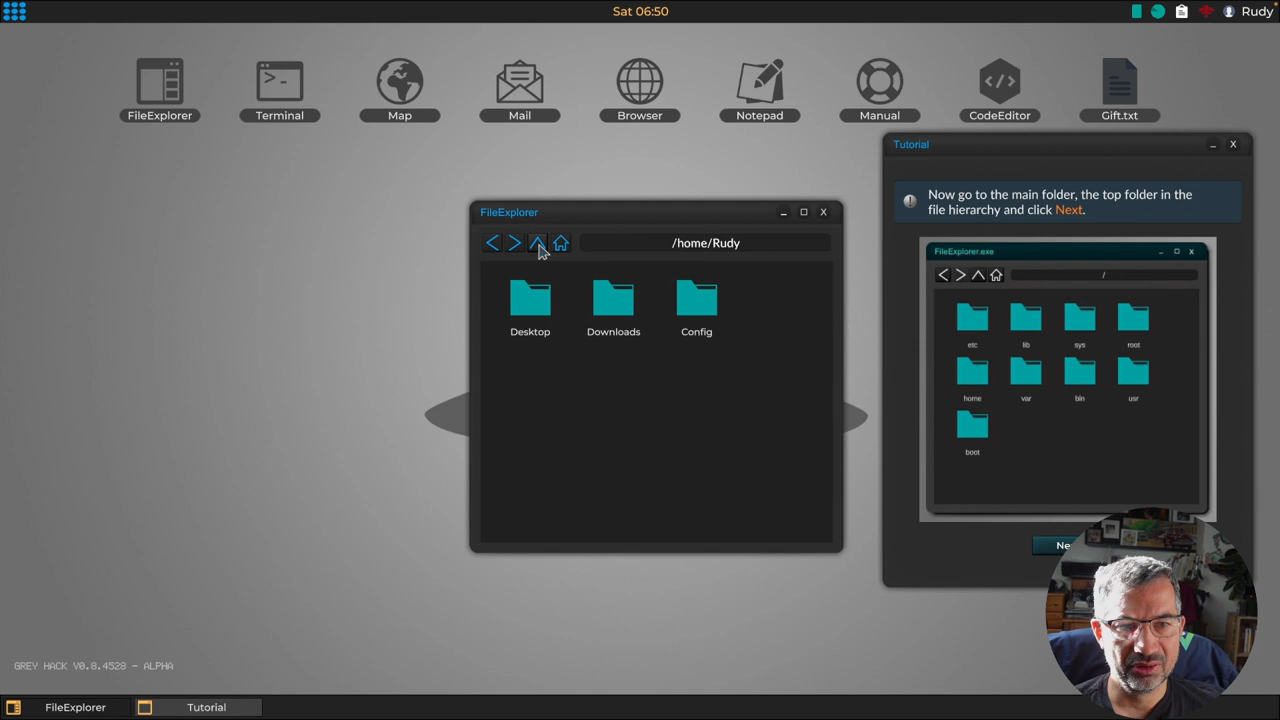 Sat 06:50
Rudy
FileExplorer
Terminal
Map
Mail
Browser
Notepad
Manual
CodeEditor
Gift.txt
Tutorial
Now go to the main folder, the top folder in the
file hierarchy and click Next.
FileExplorer
/home/Rudy
Desktop
Downloads
Config
FileExplorer.exe
/
etc
lib
sys
root
home
var
bin
usr
boot
GREY HACK V0.8.4528 - ALPHA
FileExplorer
Tutorial